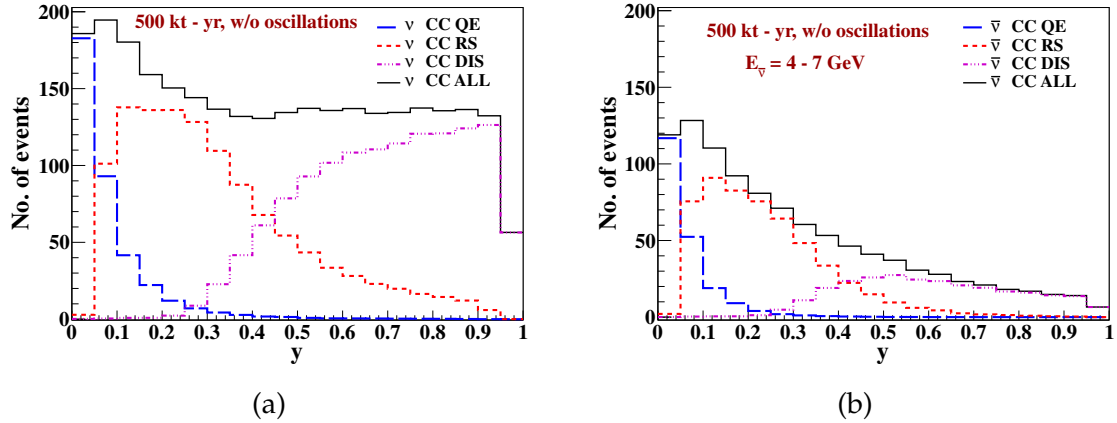 500 kt - yr, w/o oscillations
ν CC QE
ν CC RS
ν CC DIS
ν CC ALL
No. of events
200
150
100
50
0
0 0.1 0.2 0.3 0.4 0.5 0.6 0.7 0.8 0.9 1
y
(a)
500 kt - yr, w/o oscillations
E_ν̅ = 4 - 7 GeV
ν̅ CC QE
ν̅ CC RS
ν̅ CC DIS
ν̅ CC ALL
No. of events
200
150
100
50
0
0 0.1 0.2 0.3 0.4 0.5 0.6 0.7 0.8 0.9 1
y
(b)